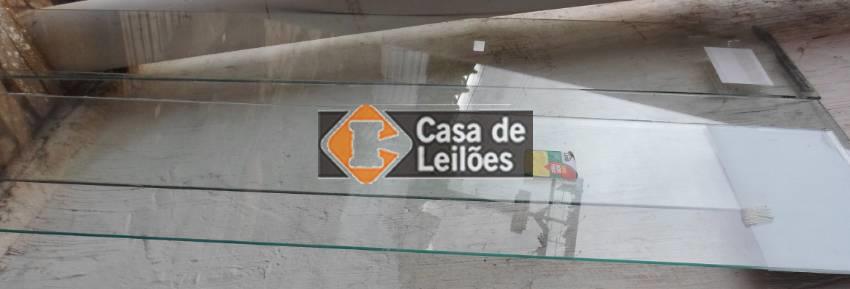 Casa de
Leilões